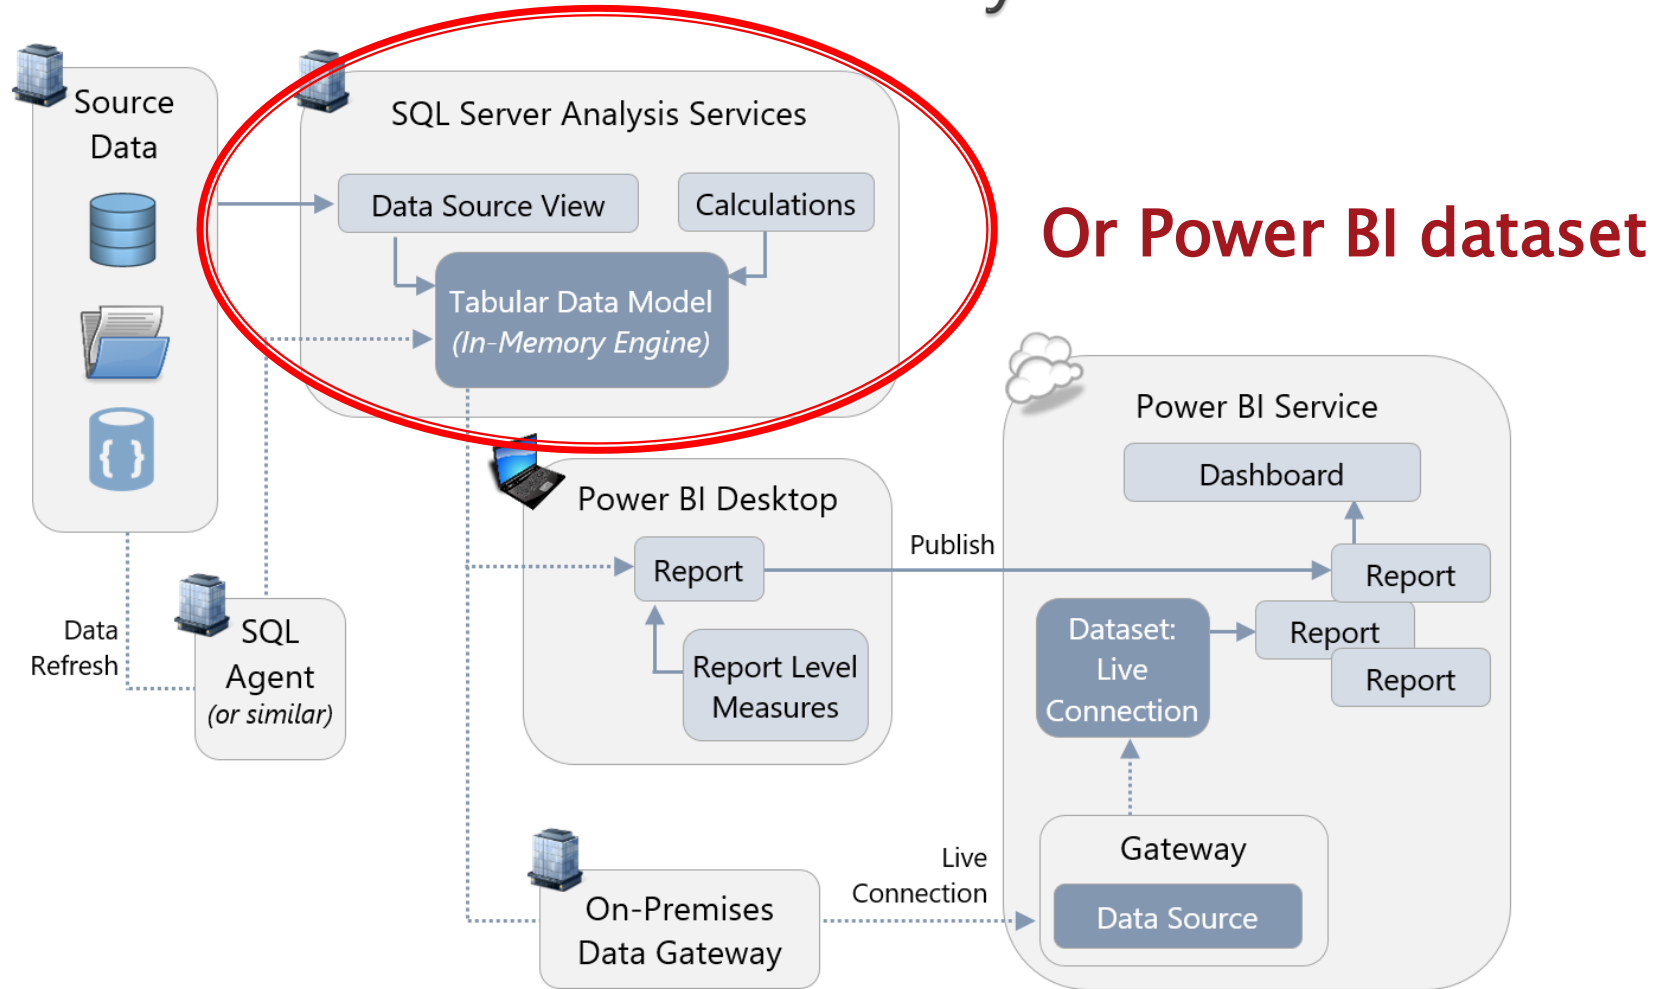 Source
Data
SQL Server Analysis Services
Data Source View
Calculations
Tabular Data Model
(In-Memory Engine)
Or Power BI dataset
Power BI Service
Dashboard
Power BI Desktop
Report
Publish
Report
Report
Report
Dataset:
Live
Connection
Report Level
Measures
Data
Refresh
SQL
Agent
(or similar)
Gateway
Data Source
Live
Connection
On-Premises
Data Gateway
{ }